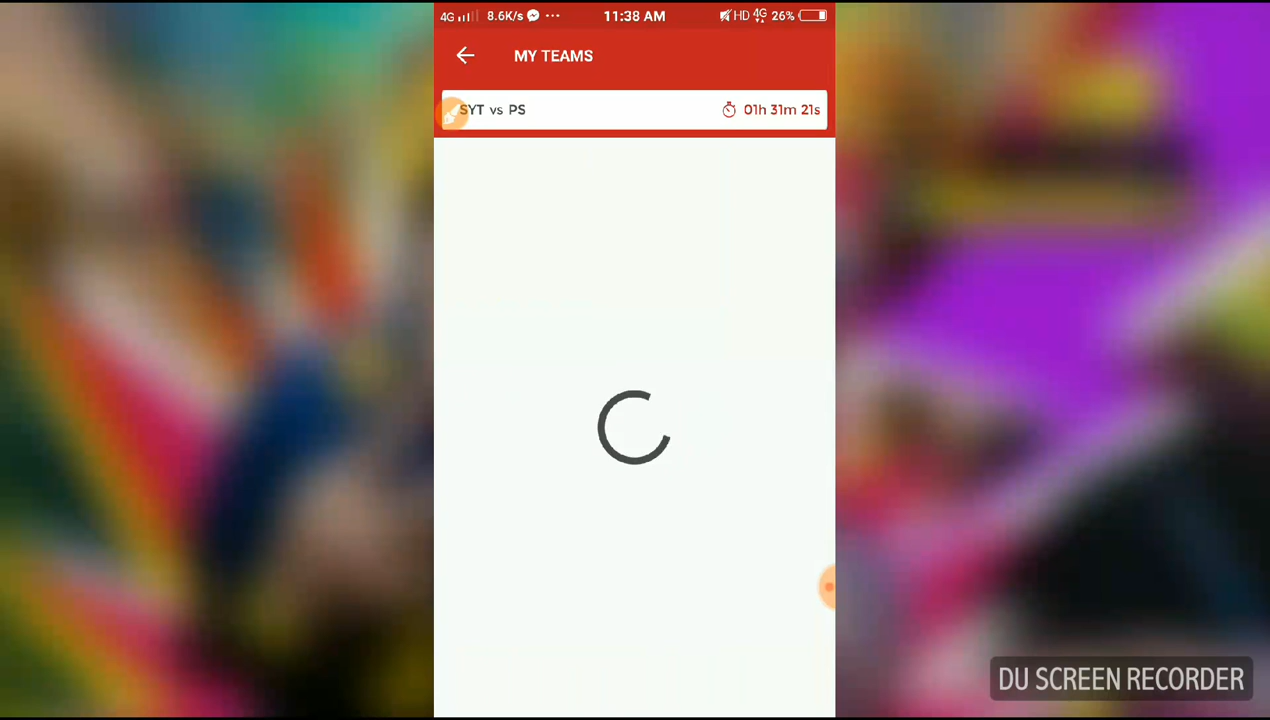 4G 8.6K/s ... 11:38 AM HD 4G 26%
MY TEAMS
SYT vs PS 01h 31m 21s
DU SCREEN RECORDER